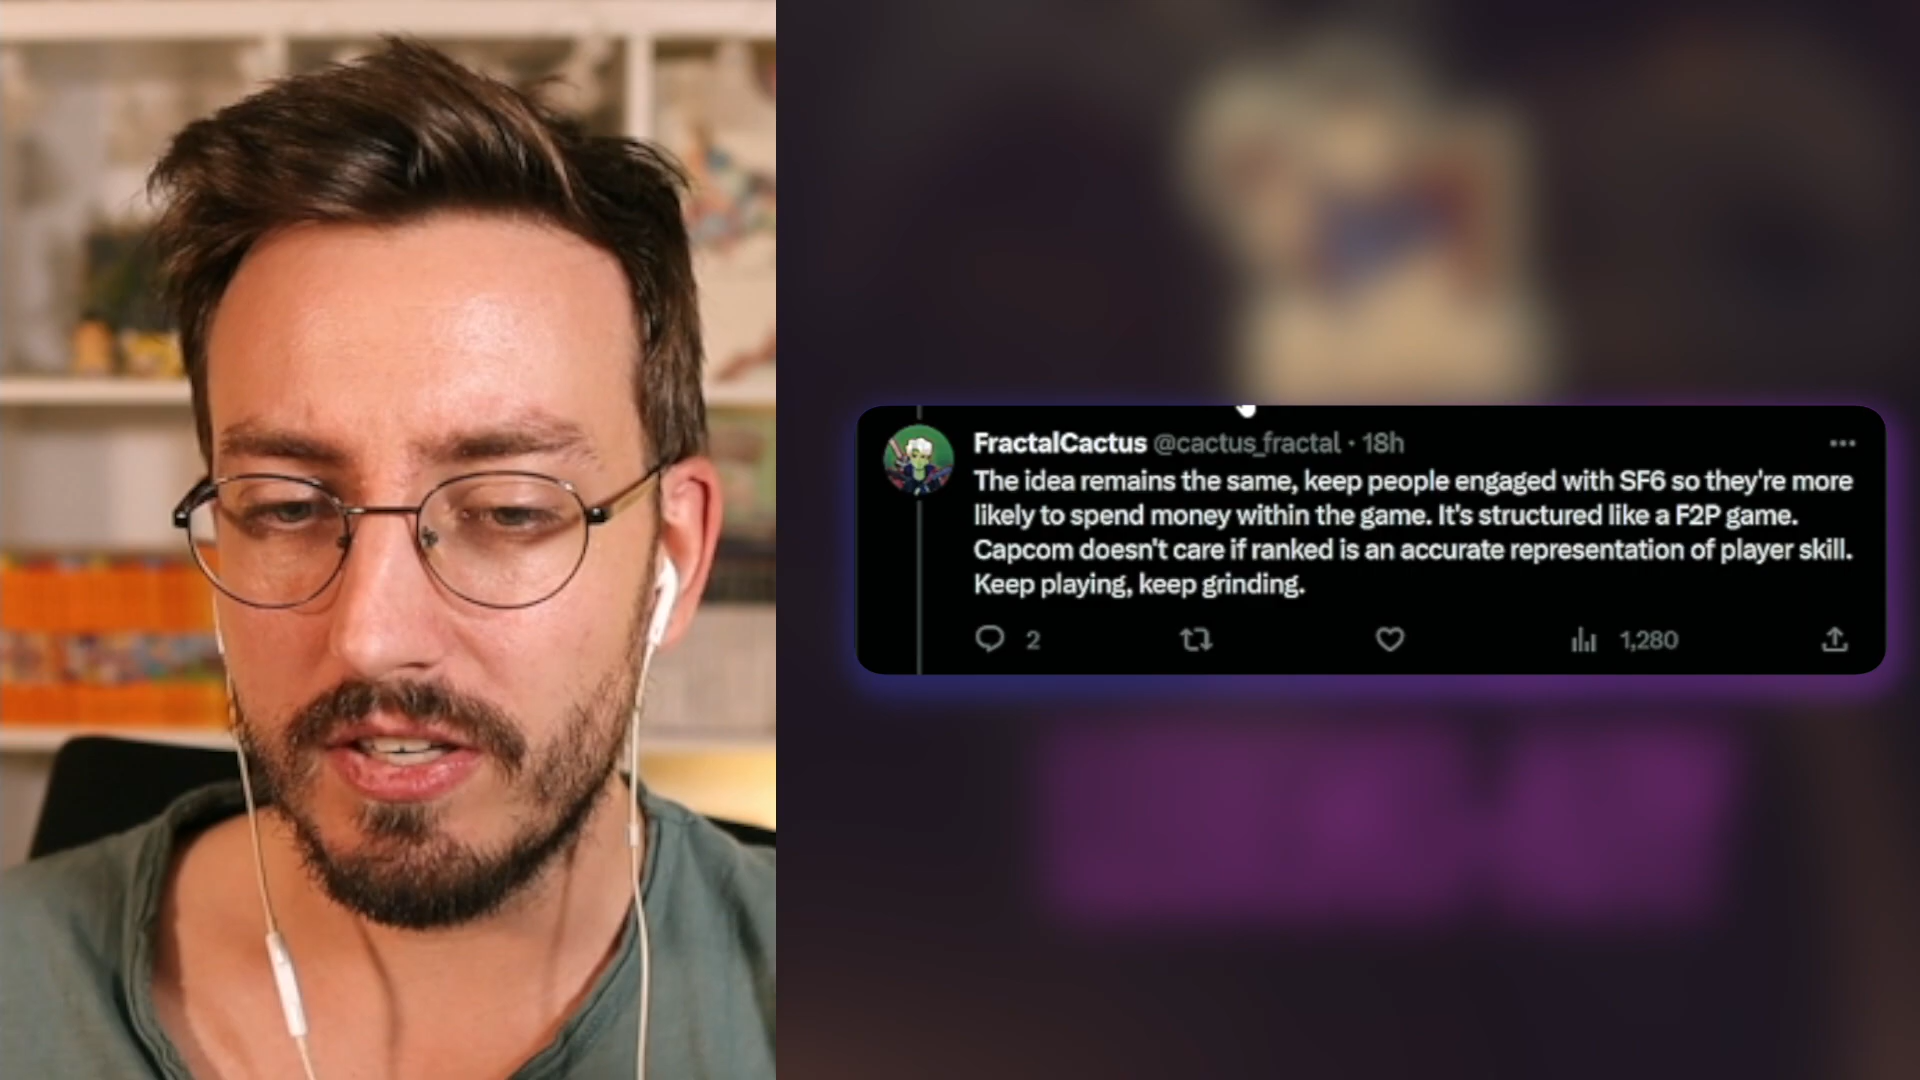 FractalCactus @cactus_fractal · 18h
The idea remains the same, keep people engaged with SF6 so they're more
likely to spend money within the game. It's structured like a F2P game.
Capcom doesn't care if ranked is an accurate representation of player skill.
Keep playing, keep grinding.
2 1,280